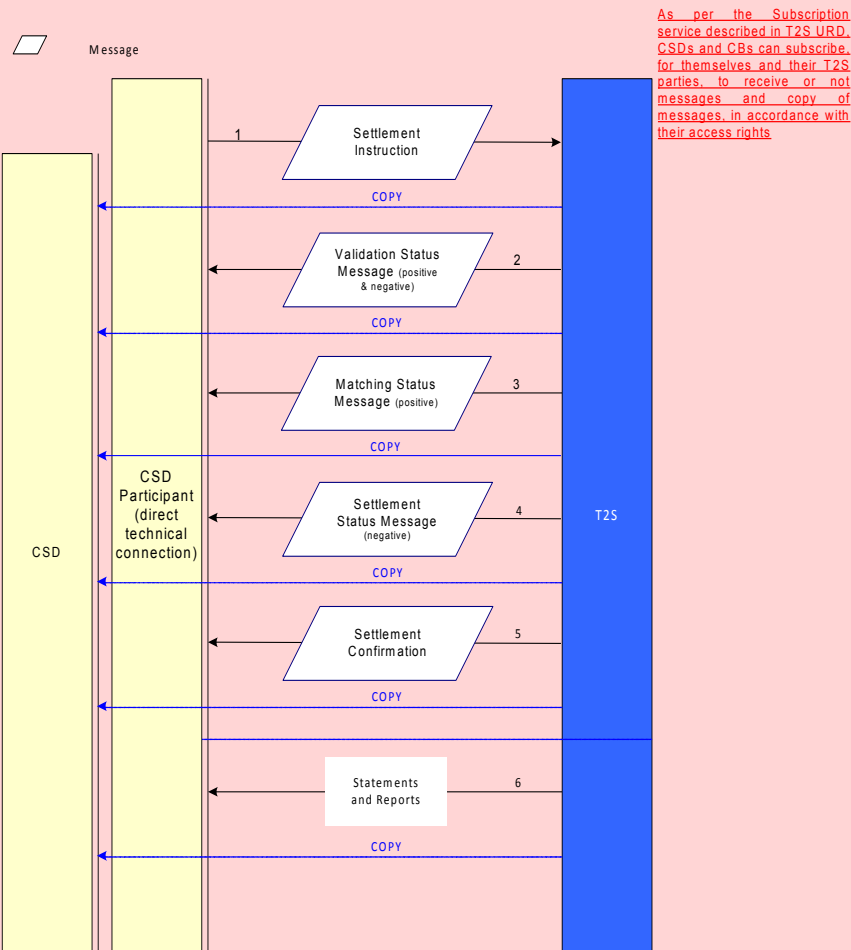 As per the Subscription
service described in T2S URD,
CSDs and CBs can subscribe,
for themselves and their T2S
parties, to receive or not
messages and copy of
messages, in accordance with
their access rights
Message
1
Settlement
Instruction
COPY
Validation Status
Message (positive
& negative)
2
COPY
Matching Status
Message (positive)
3
COPY
CSD
Participant
(direct
technical
connection)
Settlement
Status Message
(negative)
4
T2S
CSD
COPY
Settlement
Confirmation
5
COPY
Statements
and Reports
6
COPY